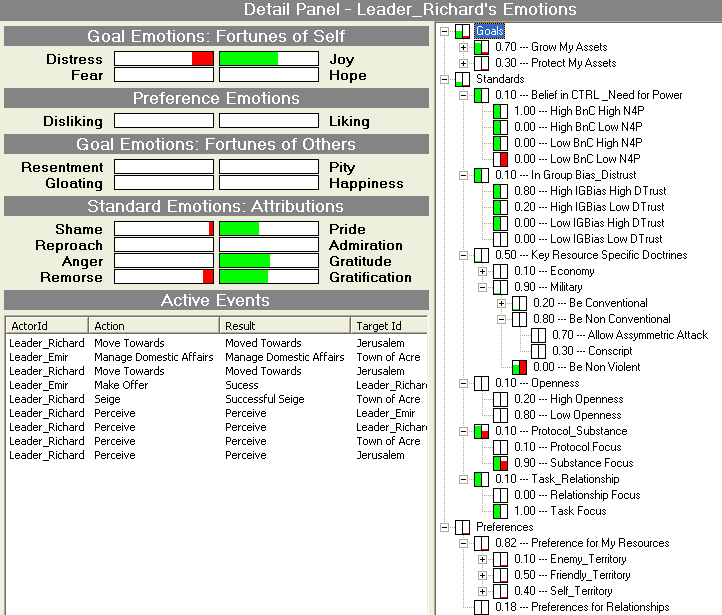 Detail Panel - Leader_Richard's Emotions
Goal Emotions: Fortunes of Self
Distress Joy
Fear Hope
Preference Emotions
Disliking Liking
Goal Emotions: Fortunes of Others
Resentment Pity
Gloating Happiness
Standard Emotions: Attributions
Shame Pride
Reproach Admiration
Anger Gratitude
Remorse Gratification
Active Events
ActorId Action Result Target Id
Leader_Richard Move Towards Moved Towards Jerusalem
Leader_Emir Manage Domestic Affairs Manage Domestic Affairs Town of Acre
Leader_Richard Move Towards Moved Towards Jerusalem
Leader_Emir Make Offer Sucess Leader_Richar
Leader_Richard Seige Successful Seige Town of Acre
Leader_Richard Perceive Perceive Leader_Emir
Leader_Richard Perceive Perceive Leader_Richar
Leader_Richard Perceive Perceive Town of Acre
Leader_Richard Perceive Perceive Jerusalem
Goals
0.70 --- Grow My Assets
0.30 --- Protect My Assets
Standards
0.10 --- Belief in CTRL _Need for Power
1.00 --- High BnC High N4P
0.00 --- High BnC Low N4P
0.00 --- Low BnC High N4P
0.00 --- Low BnC Low N4P
0.10 --- In Group Bias_Distrust
0.80 --- High IGBias High DTrust
0.20 --- High IGBias Low DTrust
0.00 --- Low IGBias High DTrust
0.00 --- Low IGBias Low DTrust
0.50 --- Key Resource Specific Doctrines
0.10 --- Economy
0.90 --- Military
0.20 --- Be Conventional
0.80 --- Be Non Conventional
0.70 --- Allow Assymmetric Attack
0.30 --- Conscript
0.00 --- Be Non Violent
0.10 --- Openness
0.20 --- High Openness
0.80 --- Low Openness
0.10 --- Protocol_Substance
0.10 --- Protocol Focus
0.90 --- Substance Focus
0.10 --- Task_Relationship
0.00 --- Relationship Focus
1.00 --- Task Focus
Preferences
0.82 --- Preference for My Resources
0.10 --- Enemy_Territory
0.50 --- Friendly_Territory
0.40 --- Self_Territory
0.18 --- Preferences for Relationships